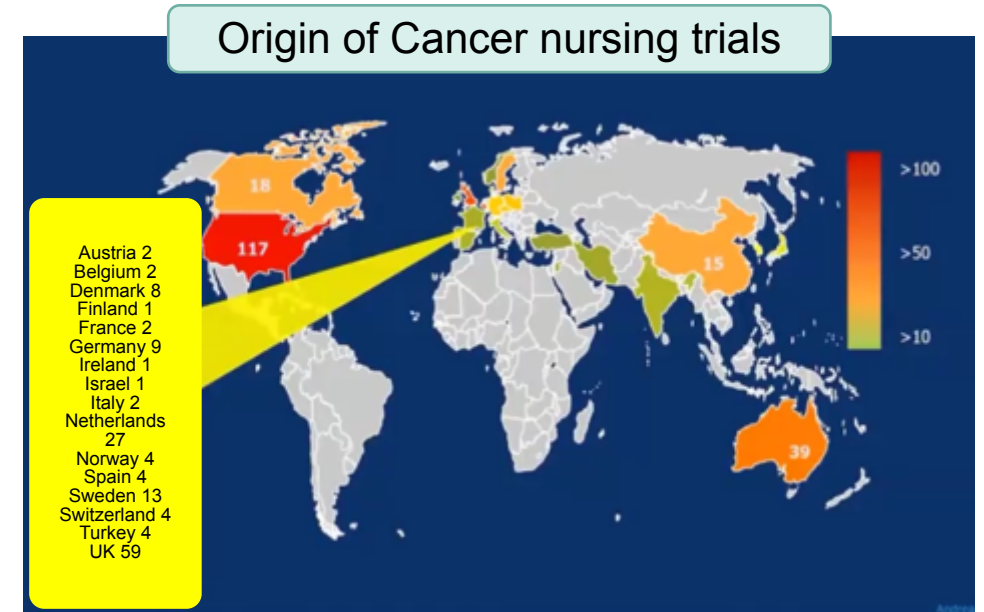 Origin of Cancer nursing trials
18
117
15
39
>100
>50
>10
Austria 2
Belgium 2
Denmark 8
Finland 1
France 2
Germany 9
Ireland 1
Israel 1
Italy 2
Netherlands
27
Norway 4
Spain 4
Sweden 13
Switzerland 4
Turkey 4
UK 59